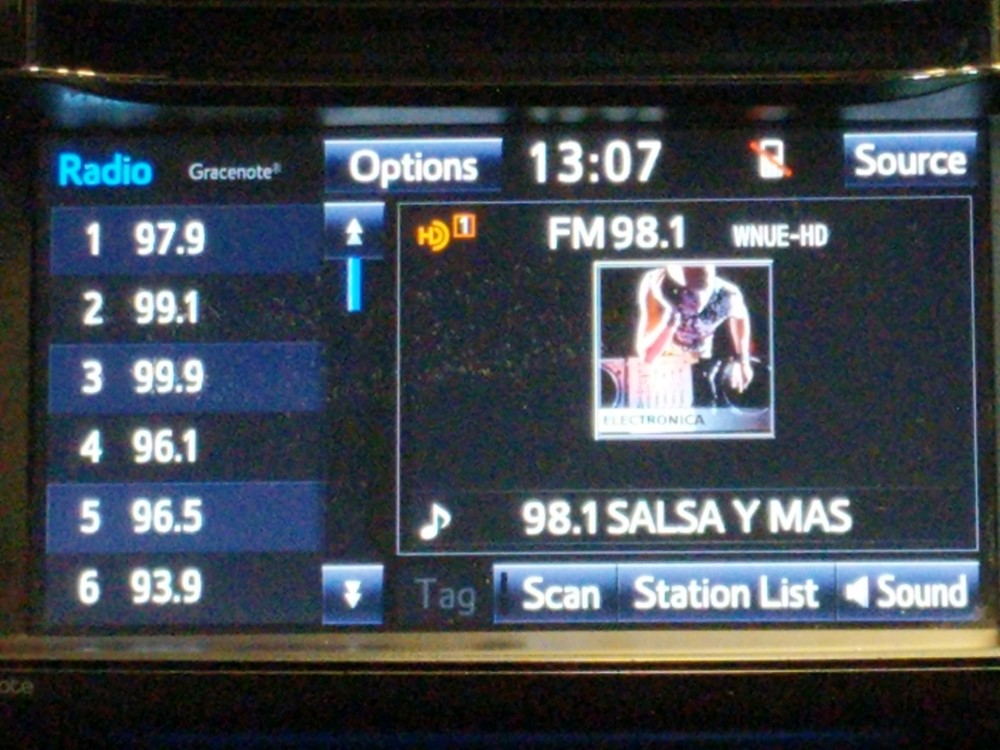 Radio Gracenote® Options 13:07 Source
1 97.9
2 99.1
3 99.9
4 96.1
5 96.5
6 93.9
HD 1 FM 98.1 WNUE-HD
ELECTRONICA
98.1 SALSA Y MAS
Tag Scan Station List Sound